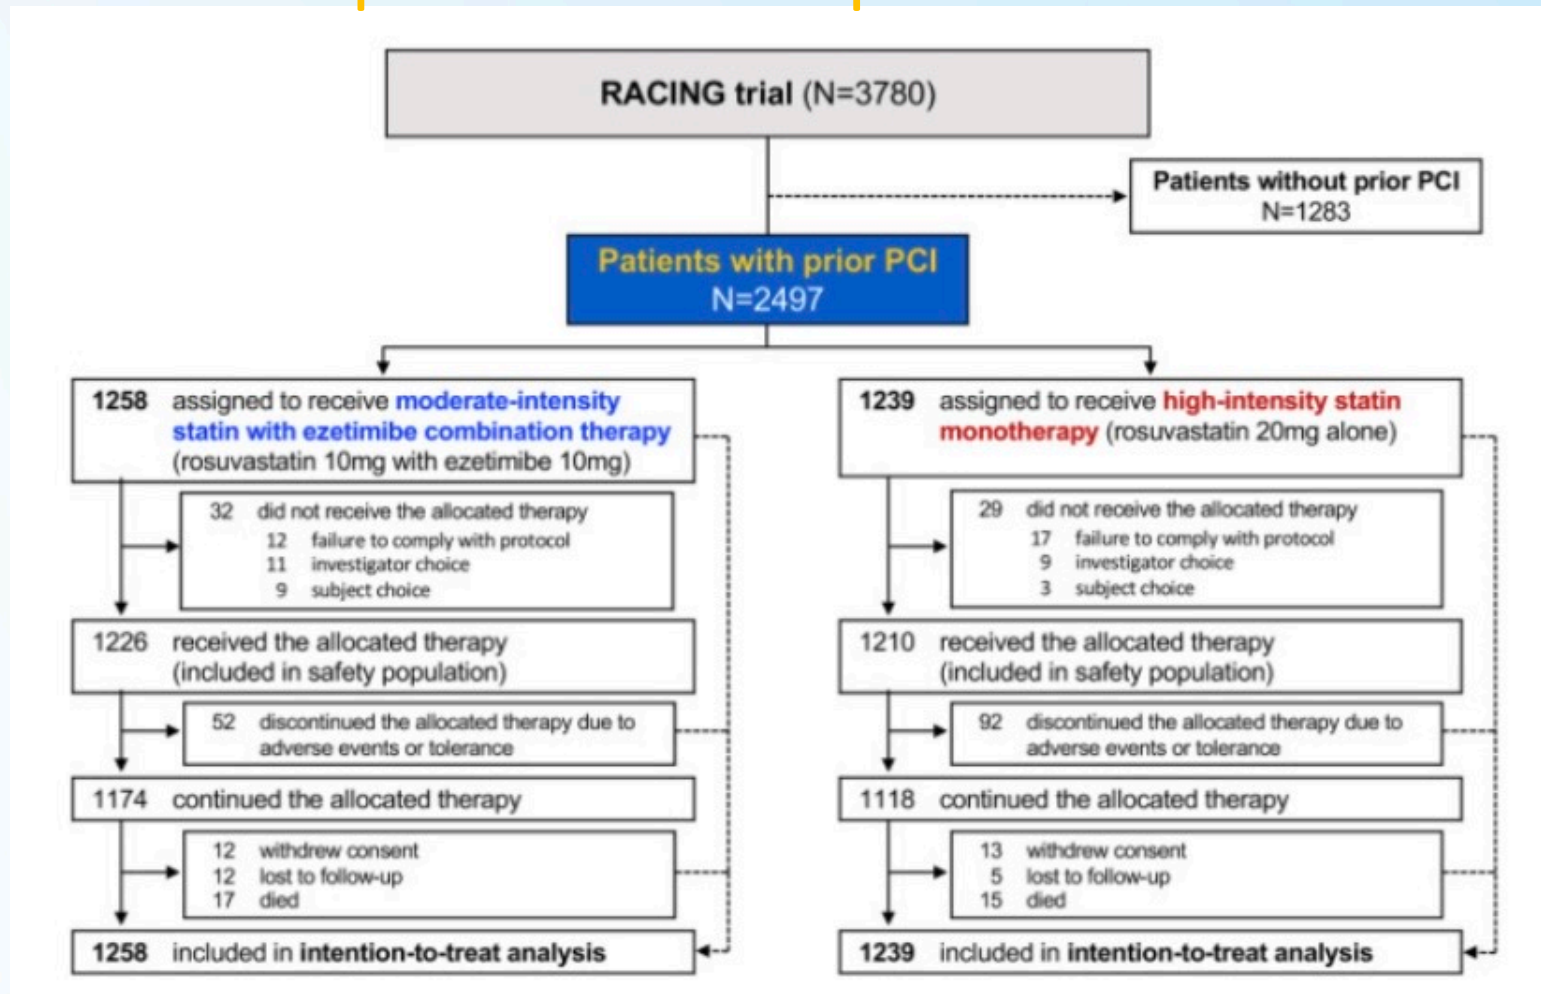 RACING trial (N=3780)
Patients without prior PCI
N=1283
Patients with prior PCI
N=2497
1258 assigned to receive moderate-intensity
statin with ezetimibe combination therapy
(rosuvastatin 10mg with ezetimibe 10mg)
32 did not receive the allocated therapy
12 failure to comply with protocol
11 investigator choice
9 subject choice
1226 received the allocated therapy
(included in safety population)
52 discontinued the allocated therapy due to
adverse events or tolerance
1174 continued the allocated therapy
12 withdrew consent
12 lost to follow-up
17 died
1258 included in intention-to-treat analysis
1239 assigned to receive high-intensity statin
monotherapy (rosuvastatin 20mg alone)
29 did not receive the allocated therapy
17 failure to comply with protocol
9 investigator choice
3 subject choice
1210 received the allocated therapy
(included in safety population)
92 discontinued the allocated therapy due to
adverse events or tolerance
1118 continued the allocated therapy
13 withdrew consent
5 lost to follow-up
15 died
1239 included in intention-to-treat analysis